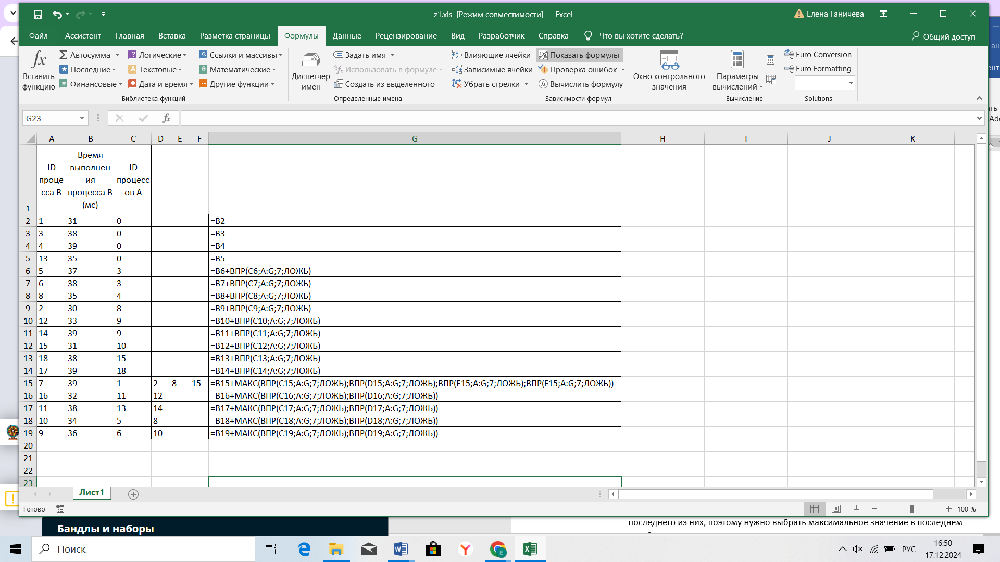 z1.xls  [Режим совместимости]  -  Excel
Елена Ганичева
Файл Ассистент Главная Вставка Разметка страницы Формулы Данные Рецензирование Вид Разработчик Справка Что вы хотите сделать? Общий доступ
fx Вставить функцию
Автосумма
Последние
Финансовые
Логические
Текстовые
Дата и время
Ссылки и массивы
Математические
Другие функции
Библиотека функций
Диспетчер имен
Задать имя
Использовать в формуле
Создать из выделенного
Определенные имена
Влияющие ячейки
Зависимые ячейки
Убрать стрелки
Показать формулы
Проверка ошибок
Вычислить формулу
Зависимости формул
Окно контрольного значения
Параметры вычислений
Вычисление
Euro Conversion
Euro Formatting
Solutions
G23
fx
A B C D E F G H I J K
1 ID процесса B Время выполнения процесса B (мс) ID процессов A
2 1 31 0 =B2
3 3 38 0 =B3
4 4 39 0 =B4
5 13 35 0 =B5
6 5 37 3 =B6+ВПР(C6;A:G;7;ЛОЖЬ)
7 6 38 3 =B7+ВПР(C7;A:G;7;ЛОЖЬ)
8 8 35 4 =B8+ВПР(C8;A:G;7;ЛОЖЬ)
9 2 30 8 =B9+ВПР(C9;A:G;7;ЛОЖЬ)
10 12 33 9 =B10+ВПР(C10;A:G;7;ЛОЖЬ)
11 14 39 9 =B11+ВПР(C11;A:G;7;ЛОЖЬ)
12 15 31 10 =B12+ВПР(C12;A:G;7;ЛОЖЬ)
13 18 38 15 =B13+ВПР(C13;A:G;7;ЛОЖЬ)
14 17 39 18 =B14+ВПР(C14;A:G;7;ЛОЖЬ)
15 7 39 1 2 8 15 =B15+МАКС(ВПР(C15;A:G;7;ЛОЖЬ);ВПР(D15;A:G;7;ЛОЖЬ);ВПР(E15;A:G;7;ЛОЖЬ);ВПР(F15;A:G;7;ЛОЖЬ))
16 16 32 11 12 =B16+МАКС(ВПР(C16;A:G;7;ЛОЖЬ);ВПР(D16;A:G;7;ЛОЖЬ))
17 11 38 13 14 =B17+МАКС(ВПР(C17;A:G;7;ЛОЖЬ);ВПР(D17;A:G;7;ЛОЖЬ))
18 10 34 5 8 =B18+МАКС(ВПР(C18;A:G;7;ЛОЖЬ);ВПР(D18;A:G;7;ЛОЖЬ))
19 9 36 6 10 =B19+МАКС(ВПР(C19;A:G;7;ЛОЖЬ);ВПР(D19;A:G;7;ЛОЖЬ))
20
21
22
23
Лист1
Готово
100 %
Бандлы и наборы
последнего из них, поэтому нужно выбрать максимальное значение в последнем
Поиск
РУС
16:50
17.12.2024